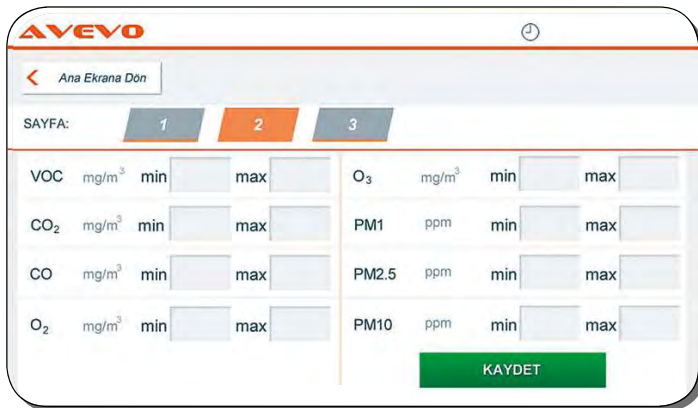 AVEVO
Ana Ekrana Dön
SAYFA: 1 2 3
VOC mg/m³ min max
CO₂ mg/m³ min max
CO mg/m³ min max
O₂ mg/m³ min max
O₃ mg/m³ min max
PM1 ppm min max
PM2.5 ppm min max
PM10 ppm min max
KAYDET